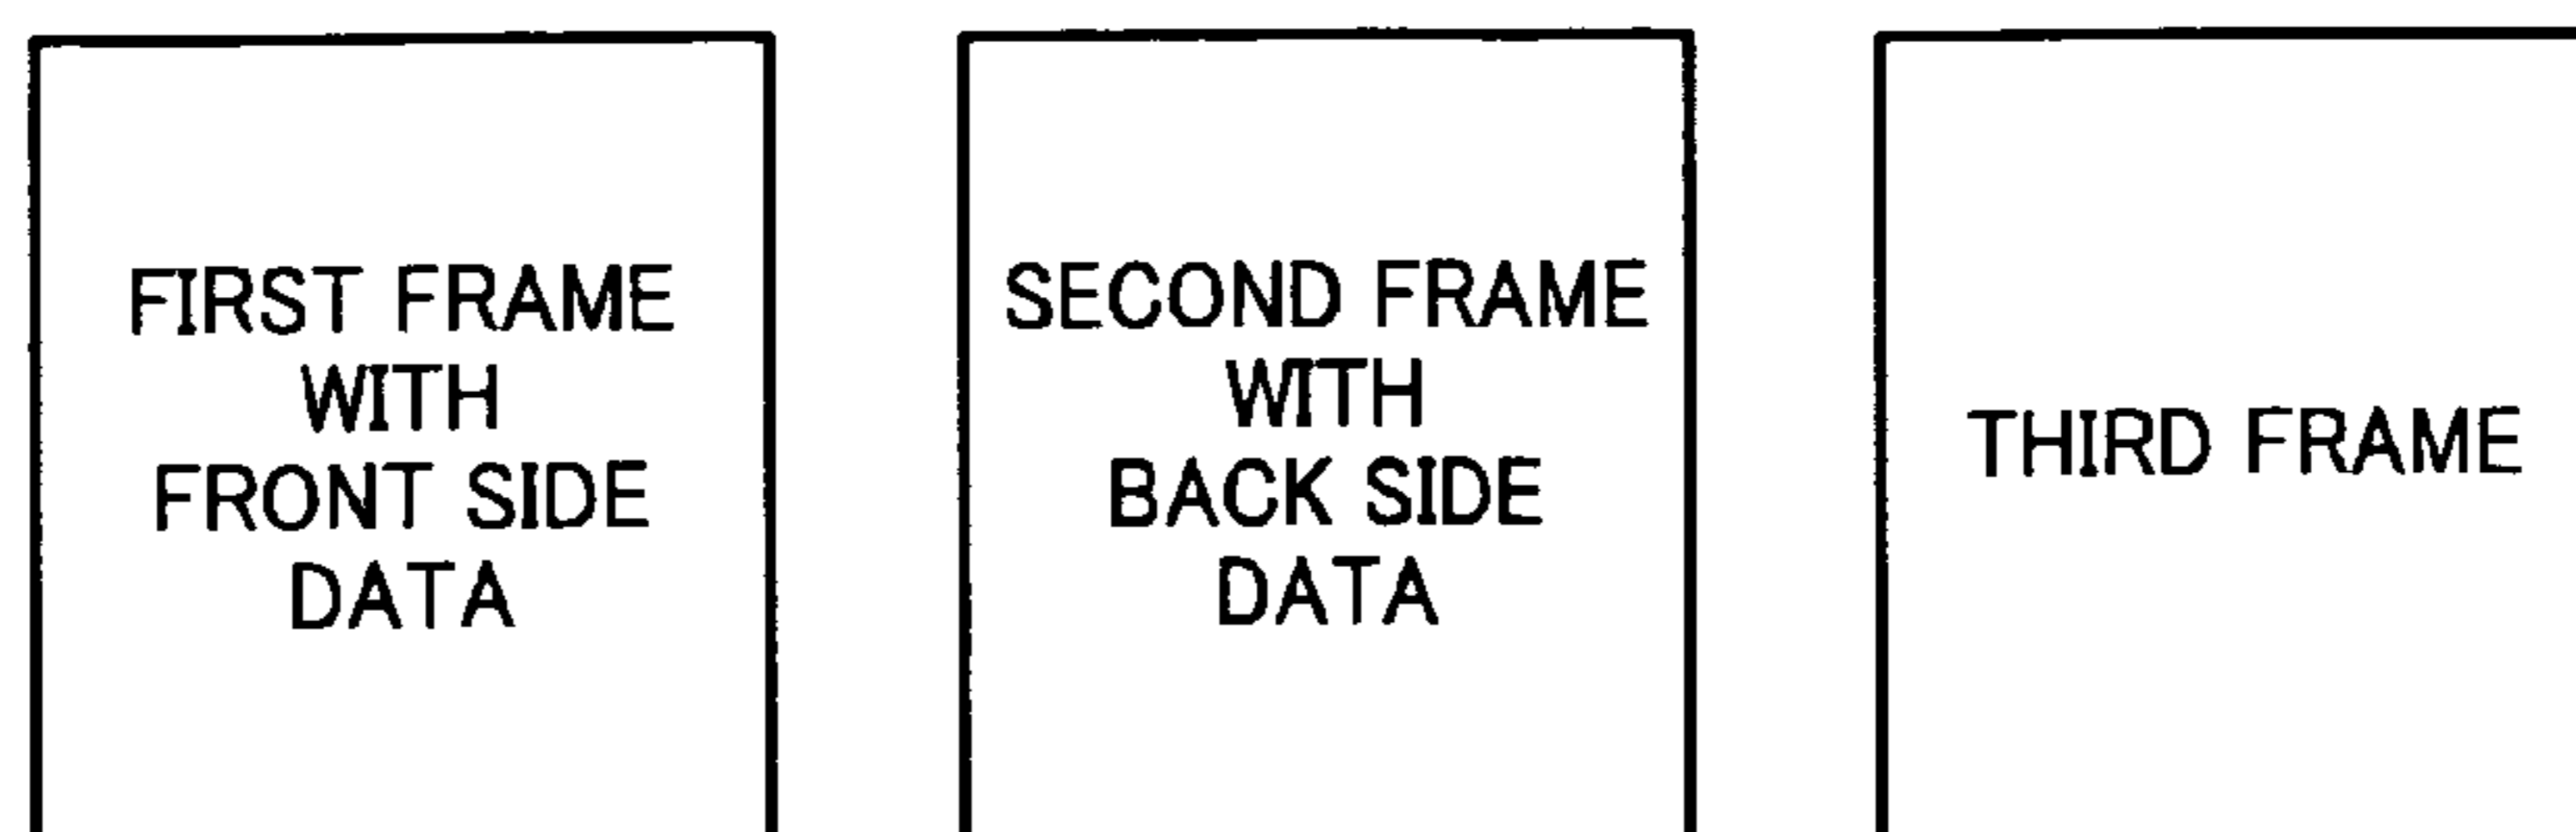 FIRST FRAME
WITH
FRONT SIDE
DATA
SECOND FRAME
WITH
BACK SIDE
DATA
THIRD FRAME